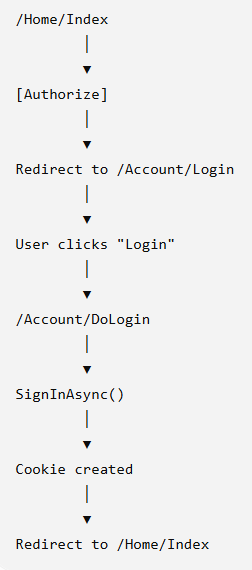 /Home/Index
│
▼
[Authorize]
│
▼
Redirect to /Account/Login
│
▼
User clicks "Login"
│
▼
/Account/DoLogin
│
▼
SignInAsync()
│
▼
Cookie created
│
▼
Redirect to /Home/Index